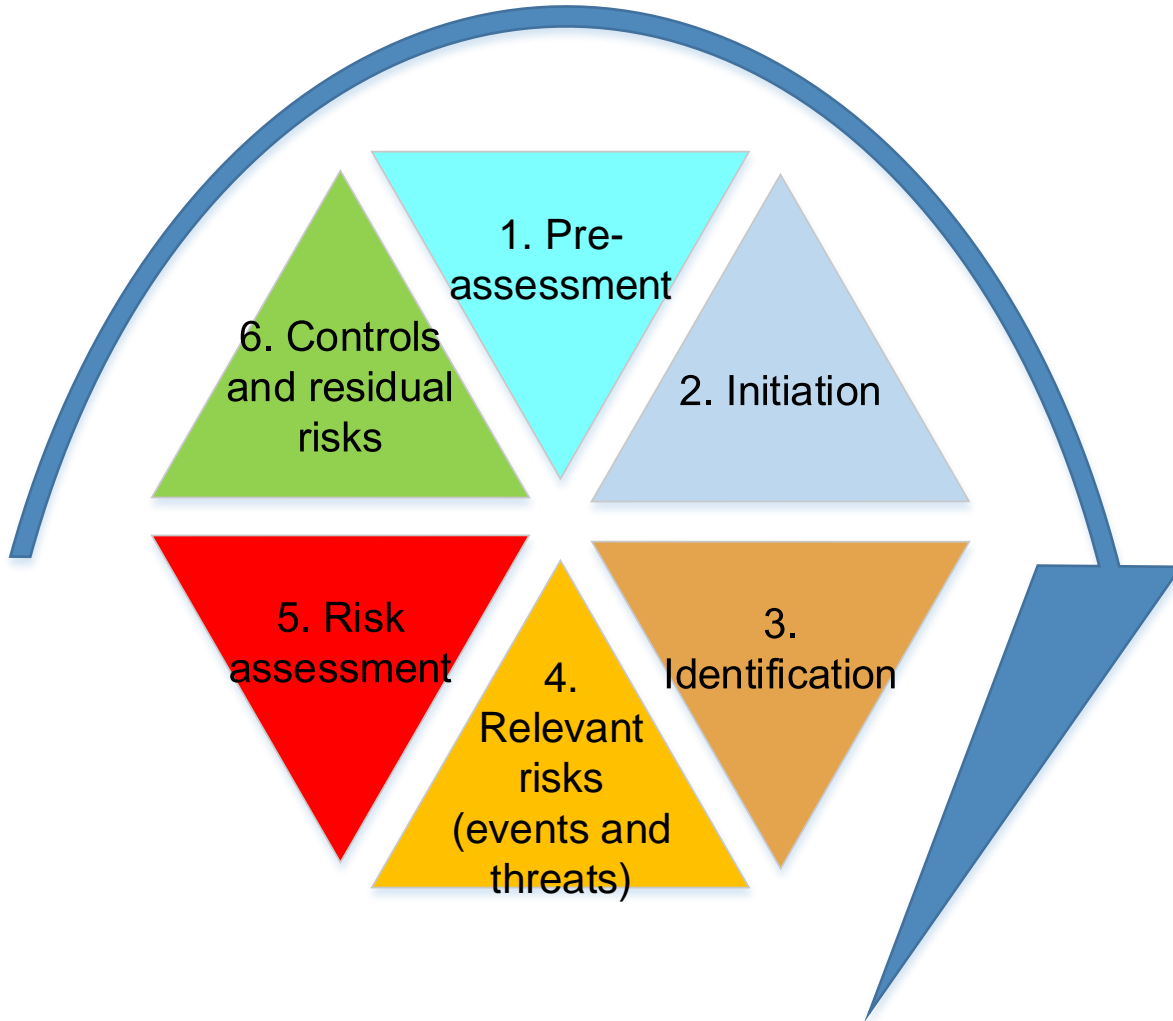 1. Pre-
assessment
2. Initiation
3.
Identification
4.
Relevant
risks
(events and
threats)
5. Risk
assessment
6. Controls
and residual
risks